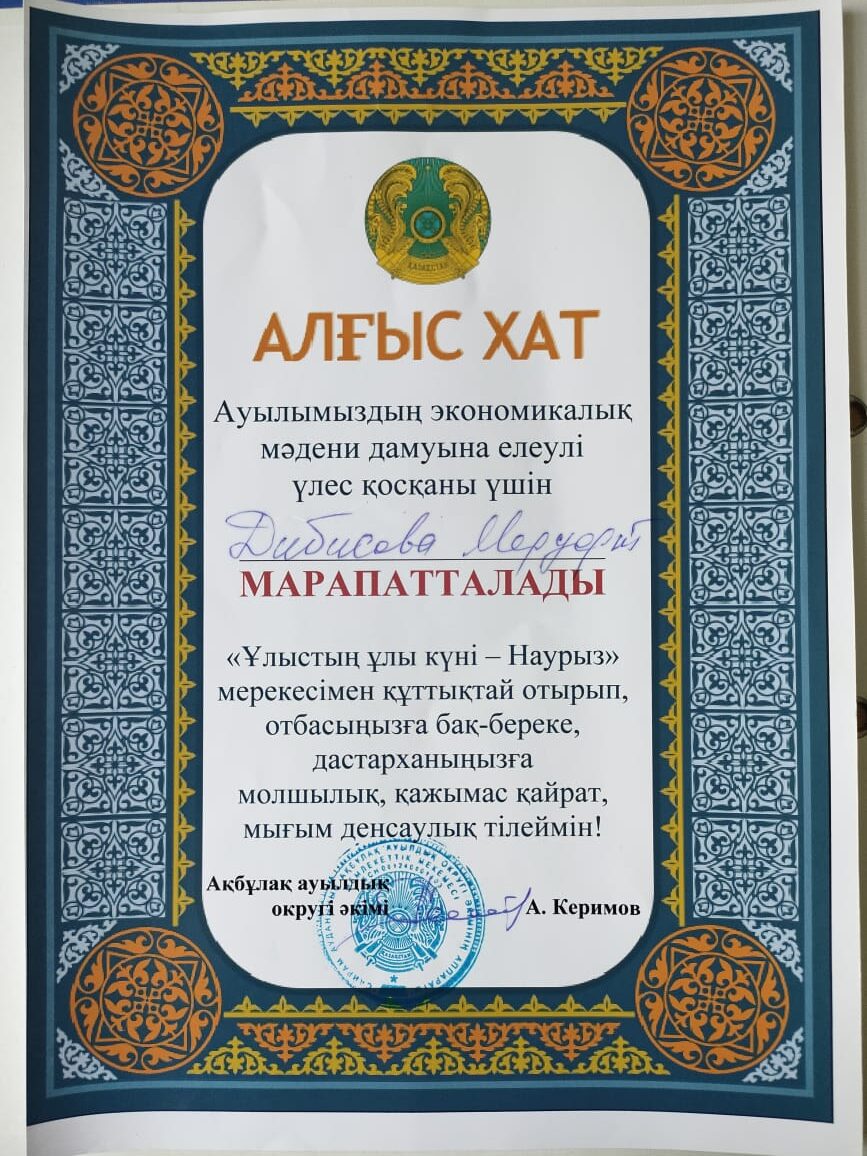 ҚАЗАҚСТАН
АЛҒЫС ХАТ
Ауылымыздың экономикалық
мәдени дамуына елеулі
үлес қосқаны үшін
Дибисова Меруерт
МАРАПАТТАЛАДЫ
«Ұлыстың ұлы күні – Наурыз»
мерекесімен құттықтай отырып,
отбасыңызға бақ-береке,
дастарханыңызға
молшылық, қажымас қайрат,
мығым денсаулық тілеймін!
Ақбұлақ ауылдық
округі әкімі
А. Керимов